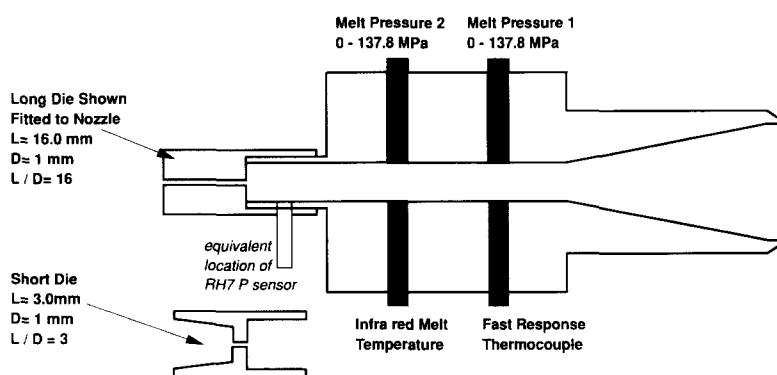 Melt Pressure 2
0 - 137.8 MPa
Melt Pressure 1
0 - 137.8 MPa
Long Die Shown
Fitted to Nozzle
L= 16.0 mm
D= 1 mm
L / D= 16
equivalent
location of
RH7 P sensor
Short Die
L= 3.0mm
D= 1 mm
L / D = 3
Infra red Melt
Temperature
Fast Response
Thermocouple